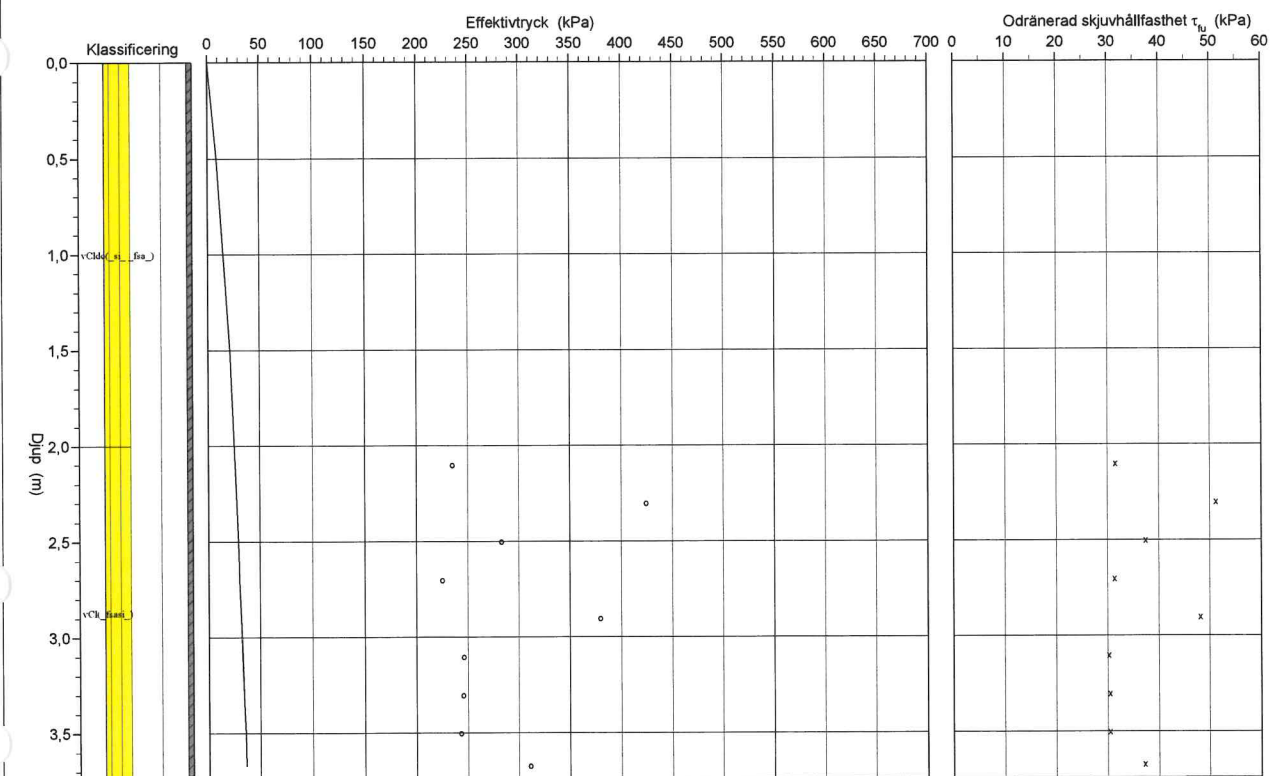 Effektivtryck (kPa)
Odränerad skjuvhållfasthet τfu (kPa)
Klassificering
0 50 100 150 200 250 300 350 400 450 500 550 600 650 700
0 10 20 30 40 50 60
0,0
0,5
1,0
1,5
2,0
2,5
3,0
3,5
Djup (m)